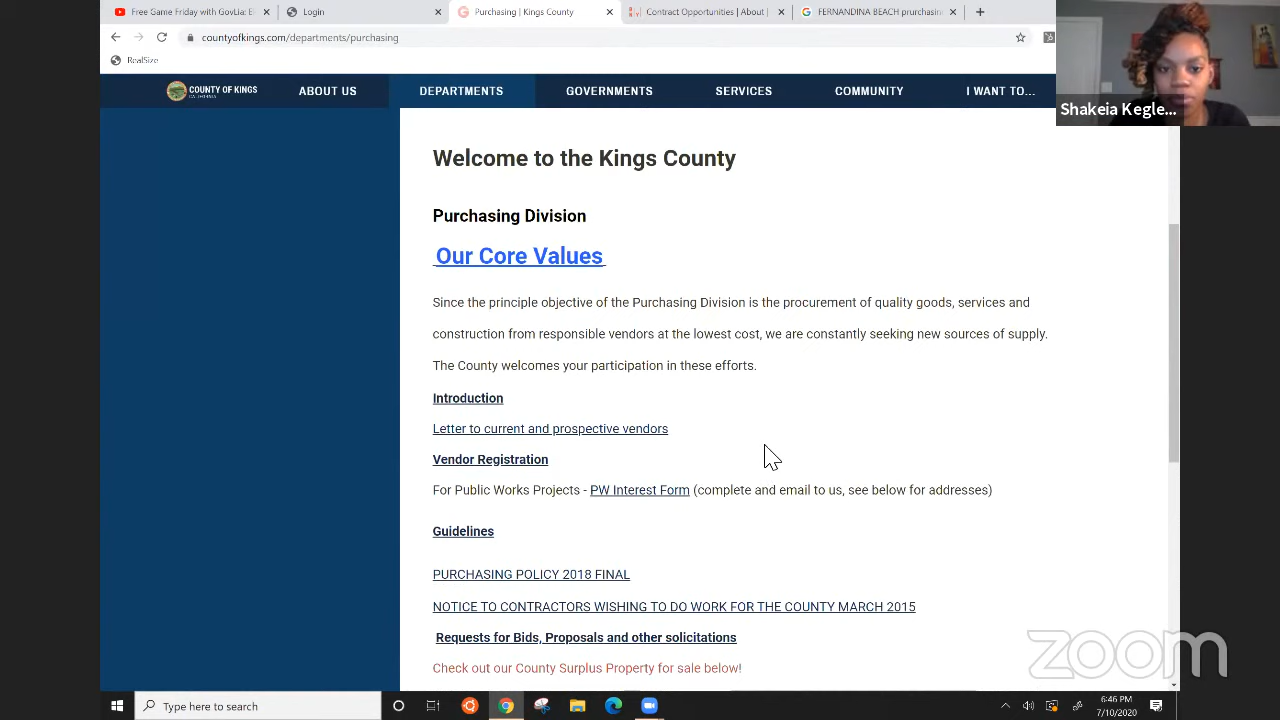 Free Game Friday with GovLia: E
Login
Purchasing | Kings County
Contract Opportunities | About |
FERNANDINA BEACH prurchasin
countyofkings.com/departments/purchasing
RealSize
COUNTY OF KINGS
CALIFORNIA
ABOUT US
DEPARTMENTS
GOVERNMENTS
SERVICES
COMMUNITY
I WANT TO...
Shakeia Kegle...
Welcome to the Kings County
Purchasing Division
Our Core Values
Since the principle objective of the Purchasing Division is the procurement of quality goods, services and
construction from responsible vendors at the lowest cost, we are constantly seeking new sources of supply.
The County welcomes your participation in these efforts.
Introduction
Letter to current and prospective vendors
Vendor Registration
For Public Works Projects - PW Interest Form (complete and email to us, see below for addresses)
Guidelines
PURCHASING POLICY 2018 FINAL
NOTICE TO CONTRACTORS WISHING TO DO WORK FOR THE COUNTY MARCH 2015
Requests for Bids, Proposals and other solicitations
Check out our County Surplus Property for sale below!
zoom
Type here to search
6:46 PM
7/10/2020